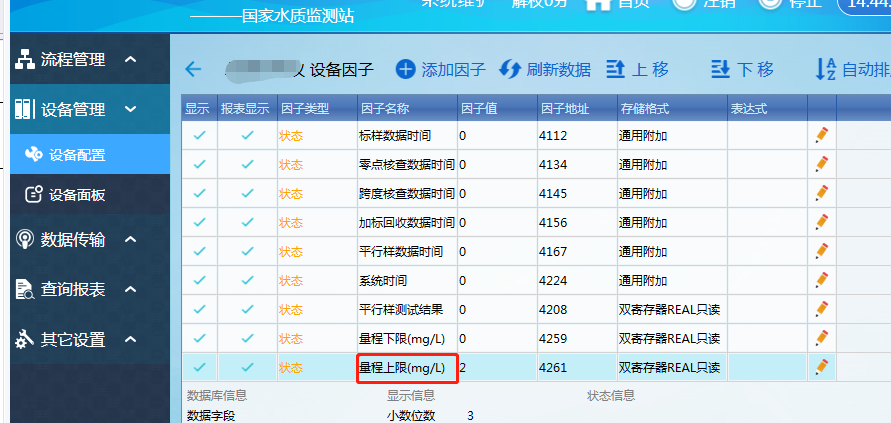 ———国家水质监测站
系统维护 解权0分 首页 注销 停止 14:44:
流程管理
设备管理
设备配置
设备面板
数据传输
查询报表
其它设置
仪 设备因子 添加因子 刷新数据 上 移 下 移 自动排
显示 报表显示 因子类型 因子名称 因子值 因子地址 存储格式 表达式
状态 标样数据时间 0 4112 通用附加
状态 零点核查数据时间 0 4134 通用附加
状态 跨度核查数据时间 0 4145 通用附加
状态 加标回收数据时间 0 4156 通用附加
状态 平行样数据时间 0 4167 通用附加
状态 系统时间 0 4224 通用附加
状态 平行样测试结果 0 4208 双寄存器REAL只读
状态 量程下限(mg/L) 0 4259 双寄存器REAL只读
状态 量程上限(mg/L) 2 4261 双寄存器REAL只读
数据库信息 显示信息 状态信息
数据字段 小数位数 3